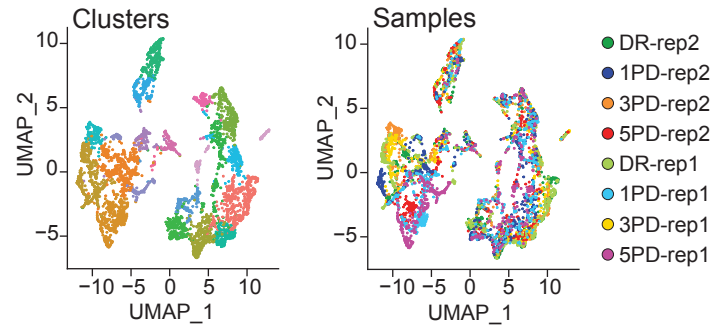 Clusters
UMAP_2
10
5
0
−5
−10
−5
0
5
10
UMAP_1
Samples
UMAP_2
10
5
0
−5
−10
−5
0
5
10
UMAP_1
DR-rep2
1PD-rep2
3PD-rep2
5PD-rep2
DR-rep1
1PD-rep1
3PD-rep1
5PD-rep1